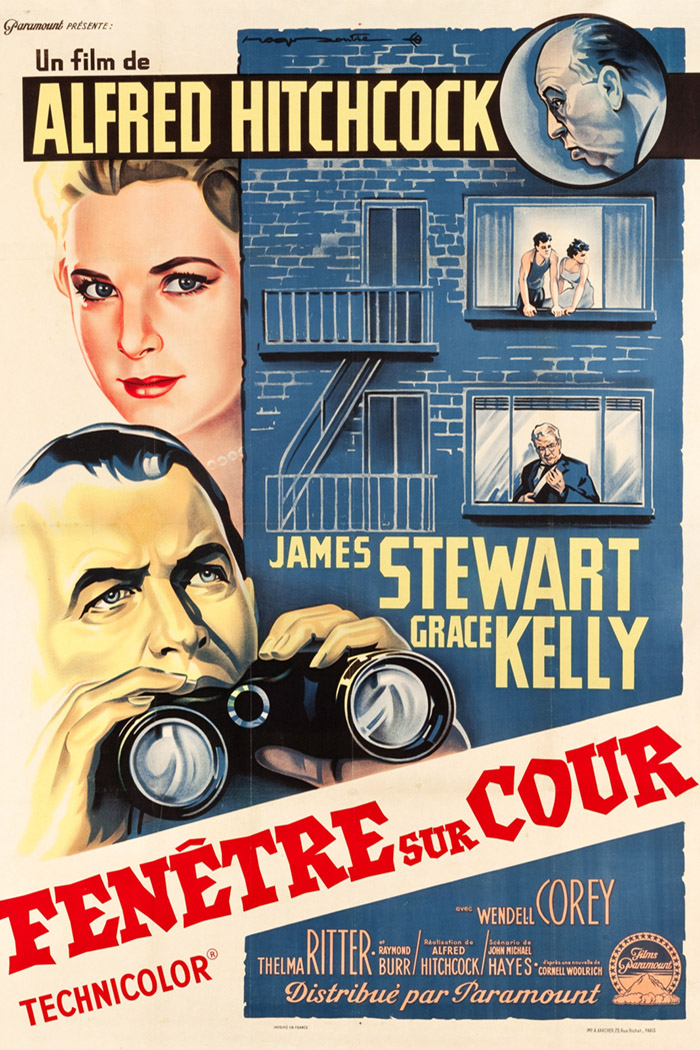 Paramount PRÉSENTE:
Un film de
ALFRED HITCHCOCK
JAMES STEWART
GRACE KELLY
FENÊTRE SUR COUR
TECHNICOLOR®
avec WENDELL COREY
THELMA RITTER · et RAYMOND BURR / Réalisation de ALFRED HITCHCOCK / Scénario de JOHN MICHAEL HAYES · d'après une nouvelle de CORNELL WOOLRICH
Distribué par Paramount
Films
Paramount